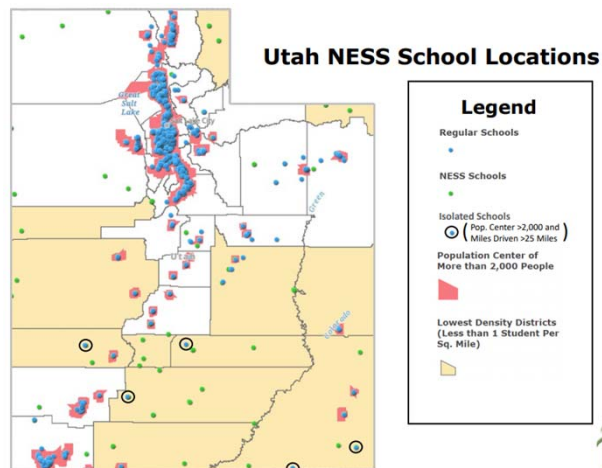 Utah NESS School Locations
Great
Salt
Lake
City
Green
Utah
Colorado
Legend
Regular Schools
NESS Schools
Isolated Schools
( Pop. Center >2,000 and
Miles Driven >25 Miles )
Population Center of
More than 2,000 People
Lowest Density Districts
(Less than 1 Student Per
Sq. Mile)